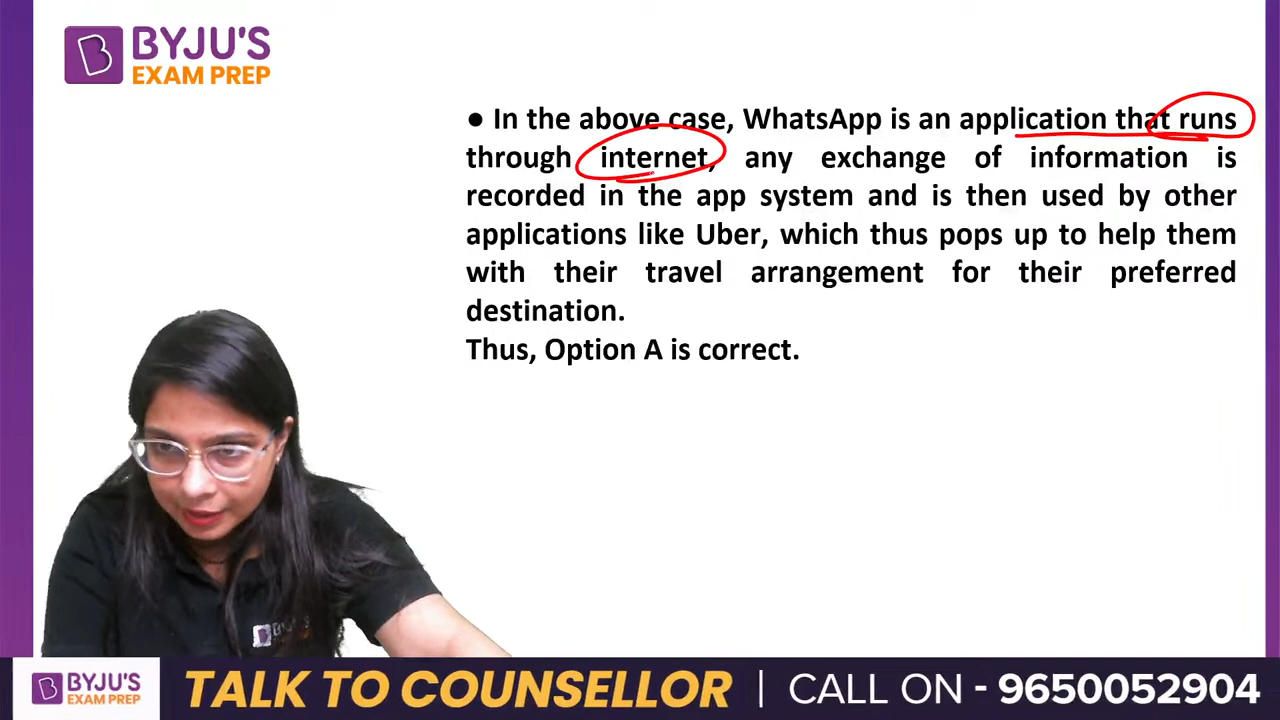 BYJU'S
EXAM PREP
● In the above case, WhatsApp is an application that runs
through internet, any exchange of information is
recorded in the app system and is then used by other
applications like Uber, which thus pops up to help them
with their travel arrangement for their preferred
destination.
Thus, Option A is correct.
BYJU'S
EXAM PREP
TALK TO COUNSELLOR | CALL ON - 9650052904